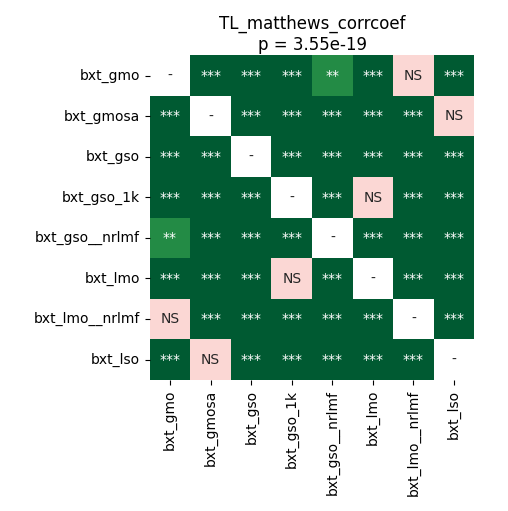 TL_matthews_corrcoef
p = 3.55e-19
bxt_gmo - *** *** *** ** *** NS ***
bxt_gmosa *** - *** *** *** *** *** NS
bxt_gso *** *** - *** *** *** *** ***
bxt_gso_1k *** *** *** - *** NS *** ***
bxt_gso__nrlmf ** *** *** *** - *** *** ***
bxt_lmo *** *** *** NS *** - *** ***
bxt_lmo__nrlmf NS *** *** *** *** *** - ***
bxt_lso *** NS *** *** *** *** *** -
bxt_gmo
bxt_gmosa
bxt_gso
bxt_gso_1k
bxt_gso__nrlmf
bxt_lmo
bxt_lmo__nrlmf
bxt_lso